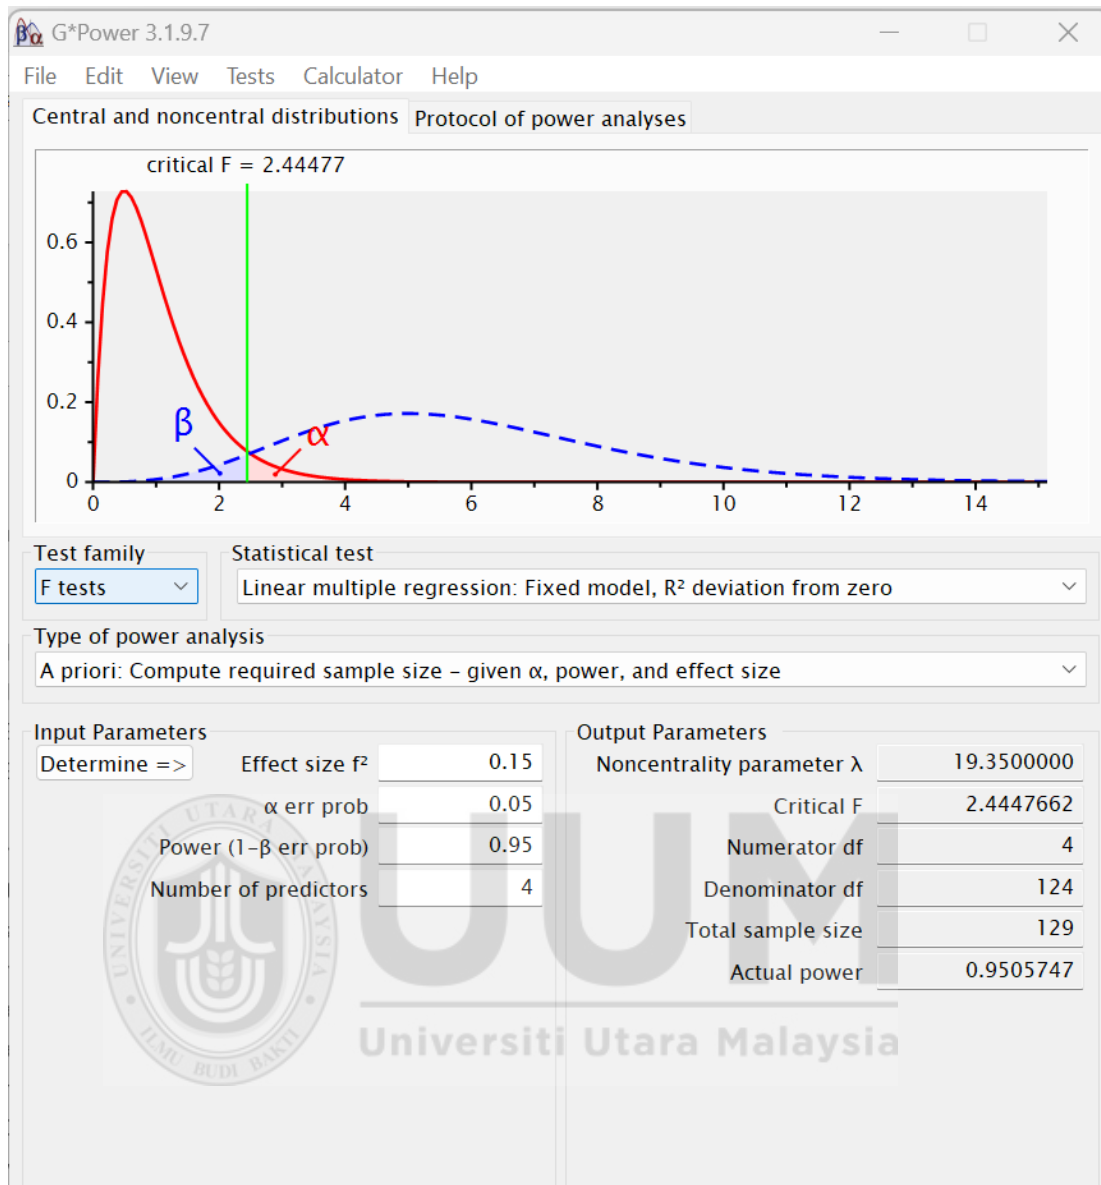 G*Power 3.1.9.7
File Edit View Tests Calculator Help
Central and noncentral distributions Protocol of power analyses
critical F = 2.44477
0.6
0.4
0.2
0
β
α
0 2 4 6 8 10 12 14
Test family
F tests
Statistical test
Linear multiple regression: Fixed model, R² deviation from zero
Type of power analysis
A priori: Compute required sample size – given α, power, and effect size
Input Parameters
Determine =>
Effect size f² 0.15
α err prob 0.05
Power (1–β err prob) 0.95
Number of predictors 4
Output Parameters
Noncentrality parameter λ 19.3500000
Critical F 2.4447662
Numerator df 4
Denominator df 124
Total sample size 129
Actual power 0.9505747
UNIVERSITI UTARA MALAYSIA
ILMU BUDI BAKTI
UUM
Universiti Utara Malaysia